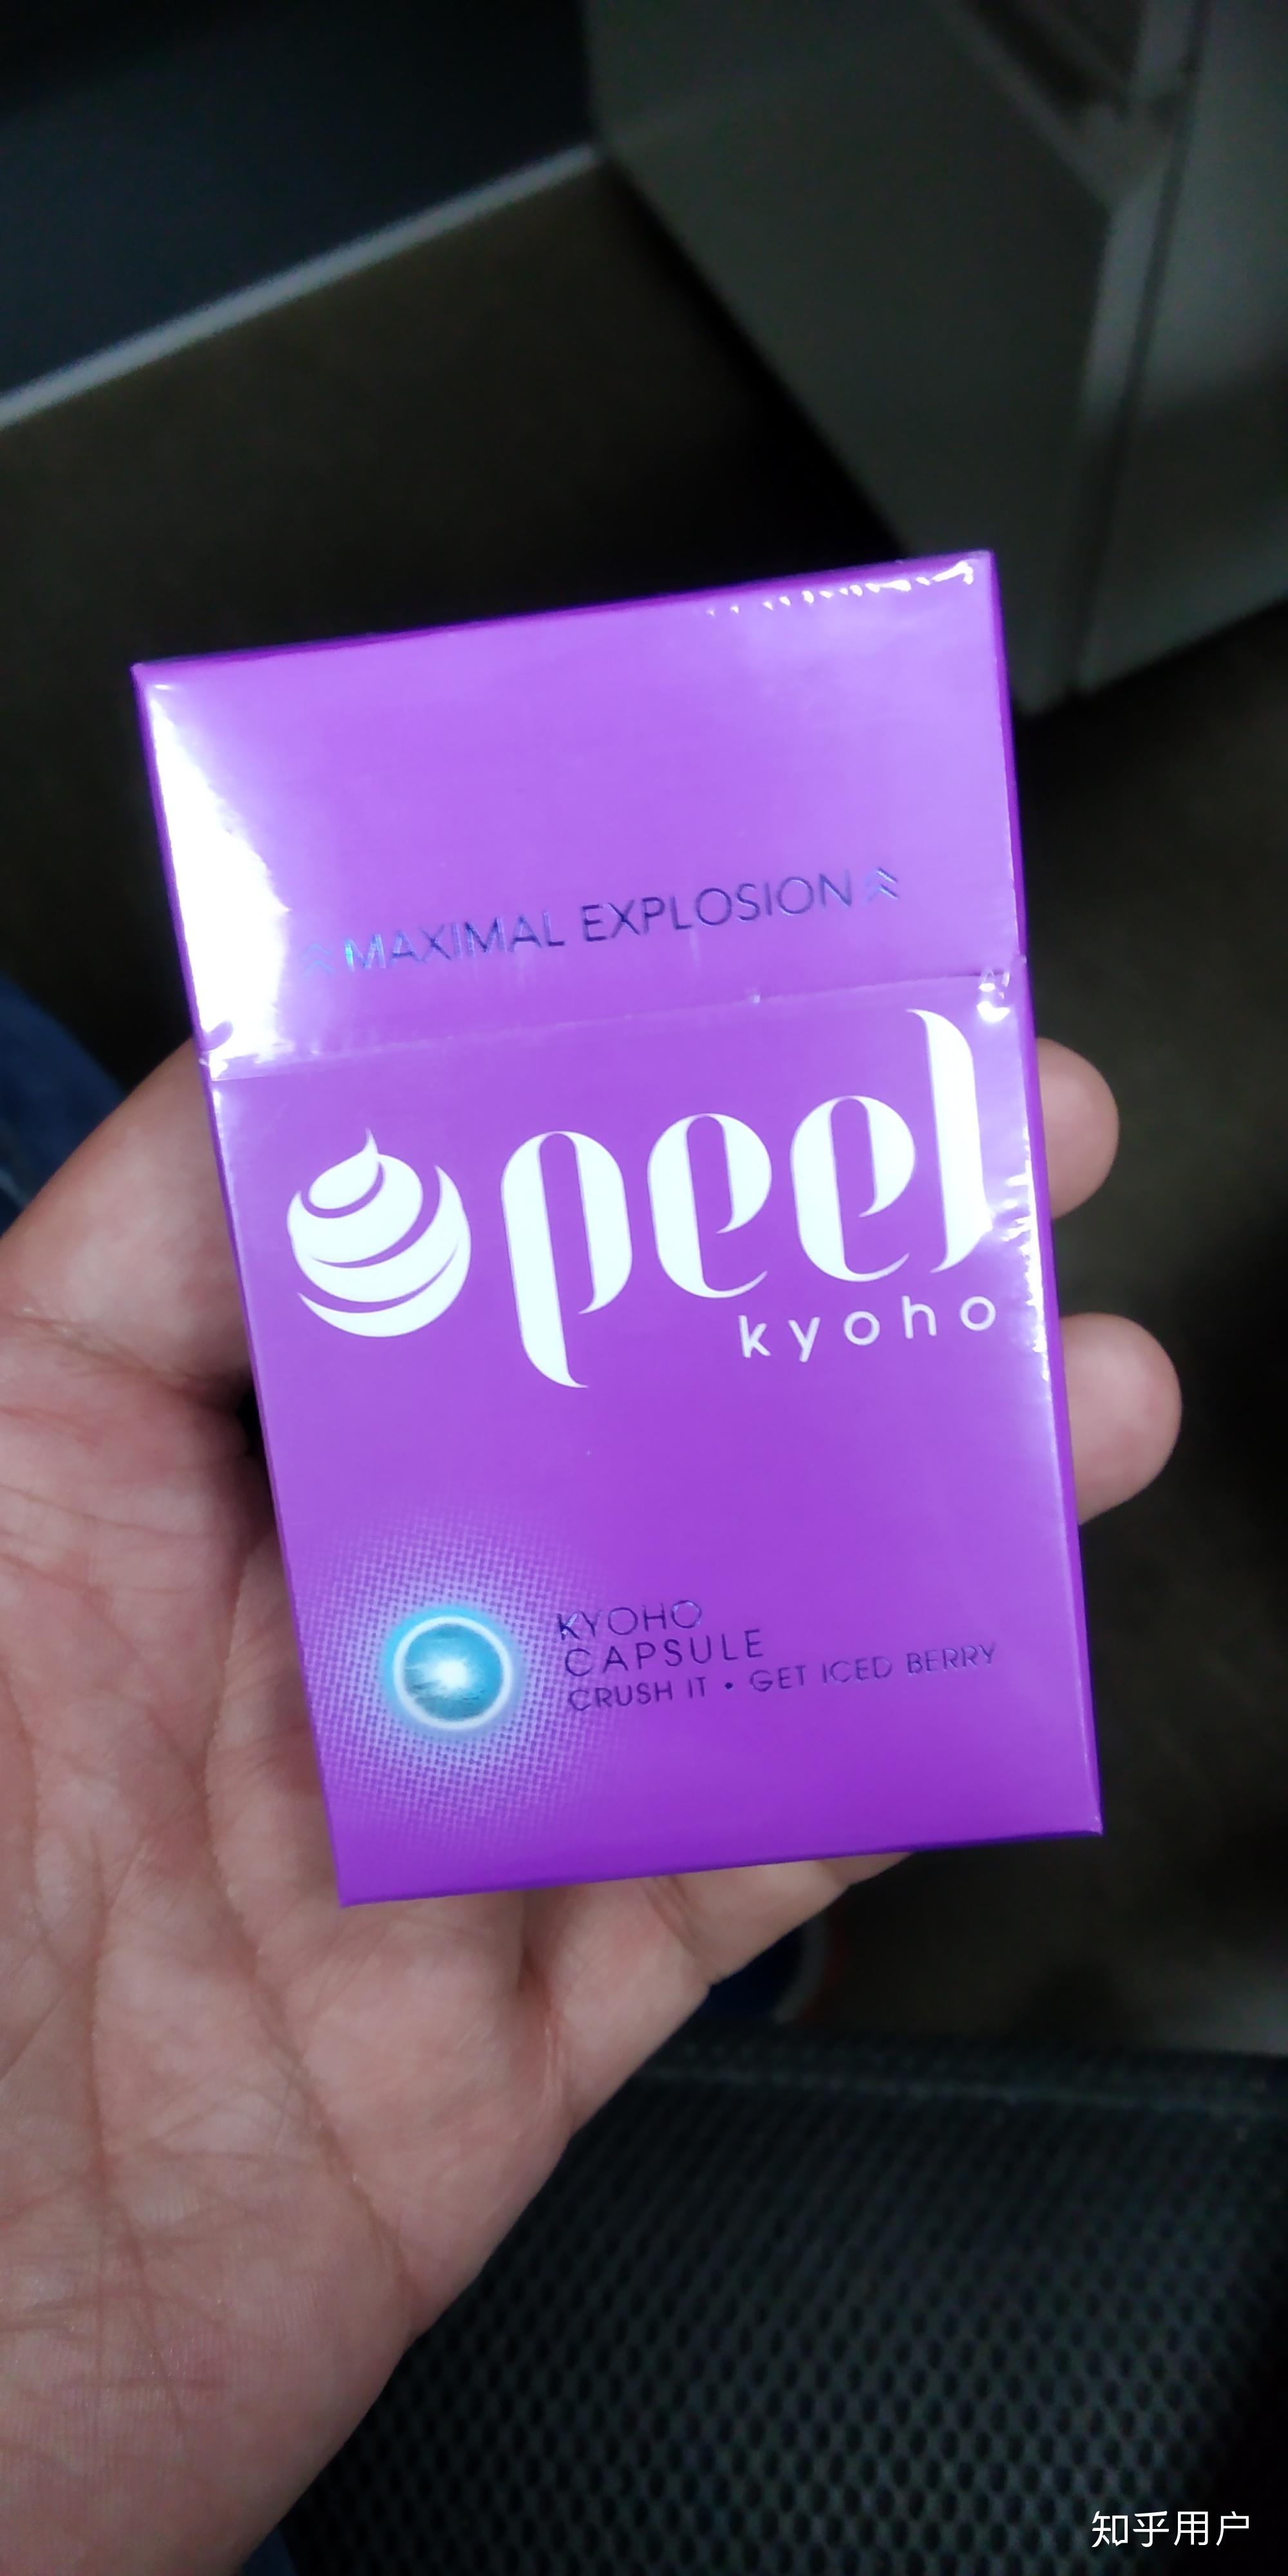 MAXIMAL EXPLOSION
peel
kyoho
KYOHO
CAPSULE
CRUSH IT • GET ICED BERRY
知乎用户